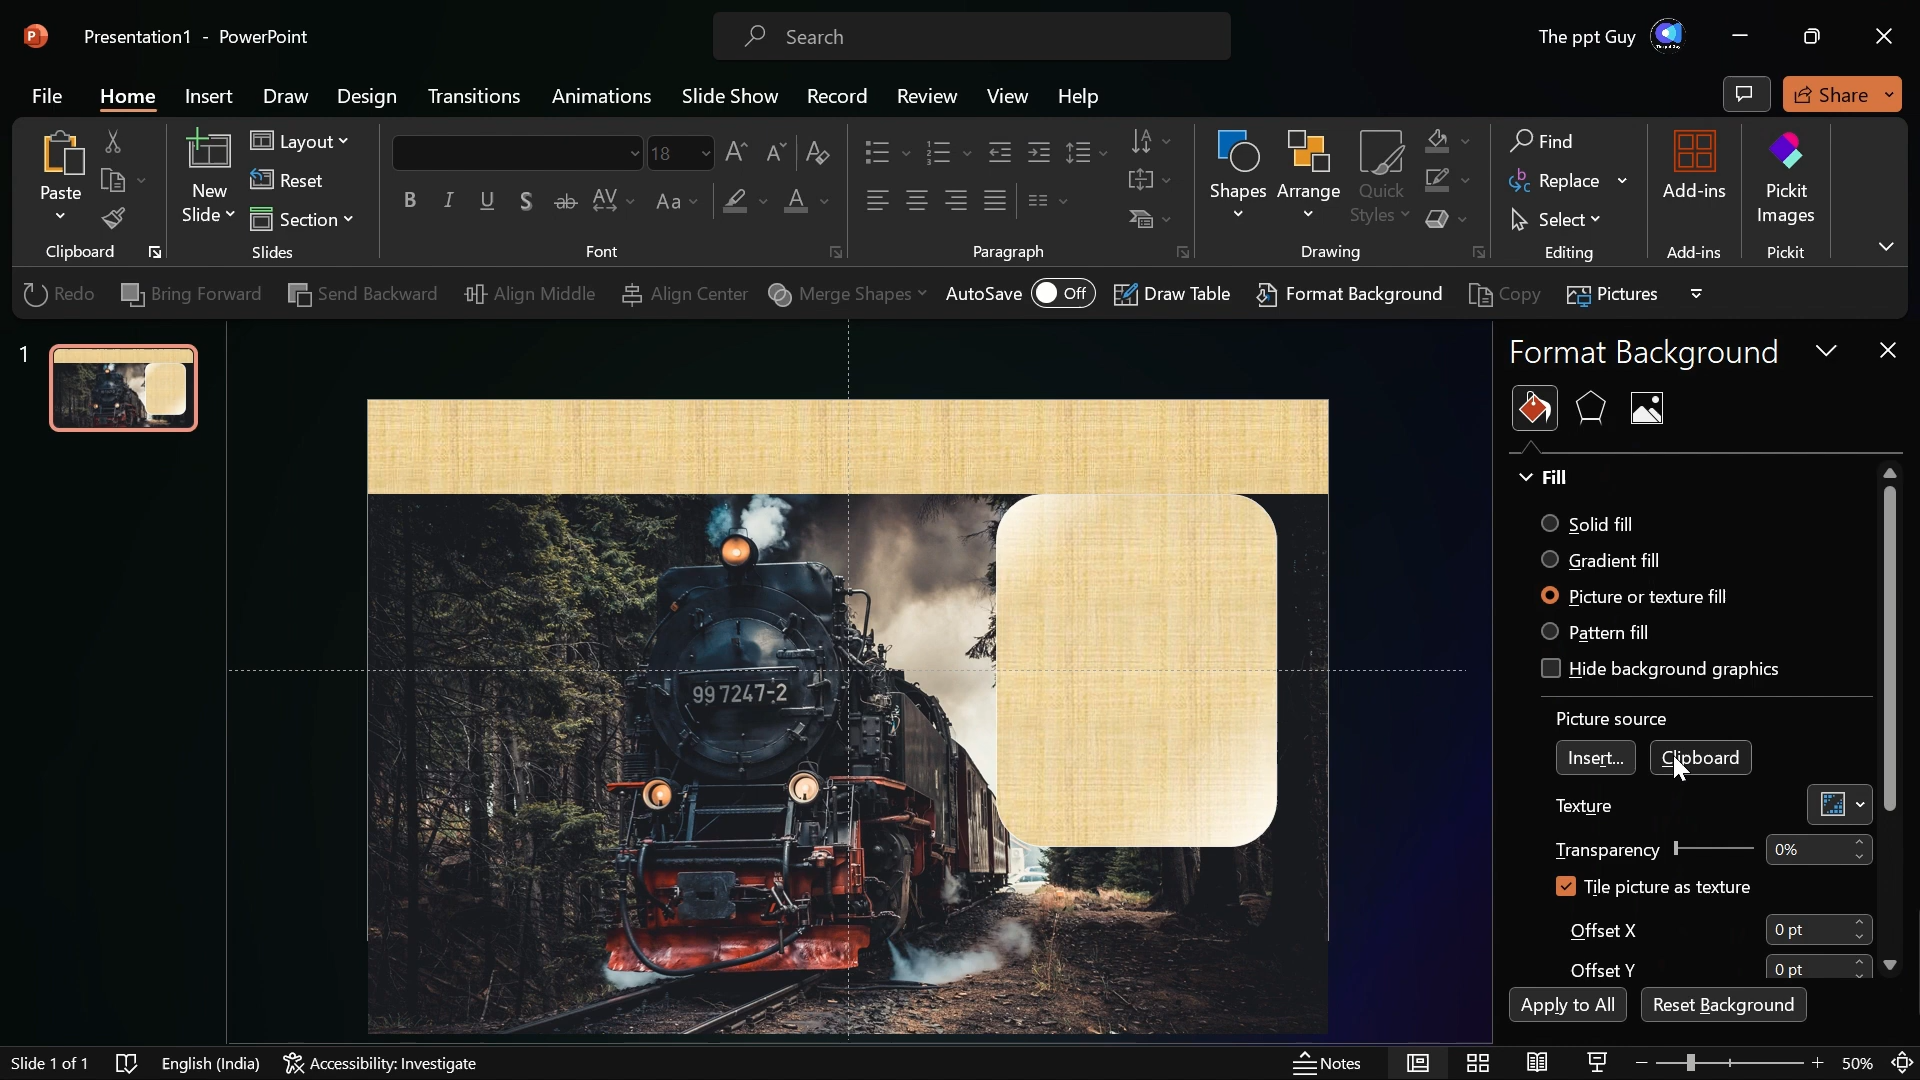 Presentation1 - PowerPoint
Search
The ppt Guy
File Home Insert Draw Design Transitions Animations Slide Show Record Review View Help
Share
Paste
New
Slide
Layout
Reset
Section
18
Shapes
Arrange
Quick
Styles
Find
Replace
Select
Add-ins
Pickit
Images
Clipboard
Slides
Font
Paragraph
Drawing
Editing
Add-ins
Pickit
Redo Bring Forward Send Backward Align Middle Align Center Merge Shapes AutoSave Off Draw Table Format Background Copy Pictures
1
99 7247-2
Format Background
Fill
Solid fill
Gradient fill
Picture or texture fill
Pattern fill
Hide background graphics
Picture source
Insert... Clipboard
Texture
Transparency 0%
Tile picture as texture
Offset X 0 pt
Offset Y 0 pt
Apply to All Reset Background
Slide 1 of 1 English (India) Accessibility: Investigate Notes 50%